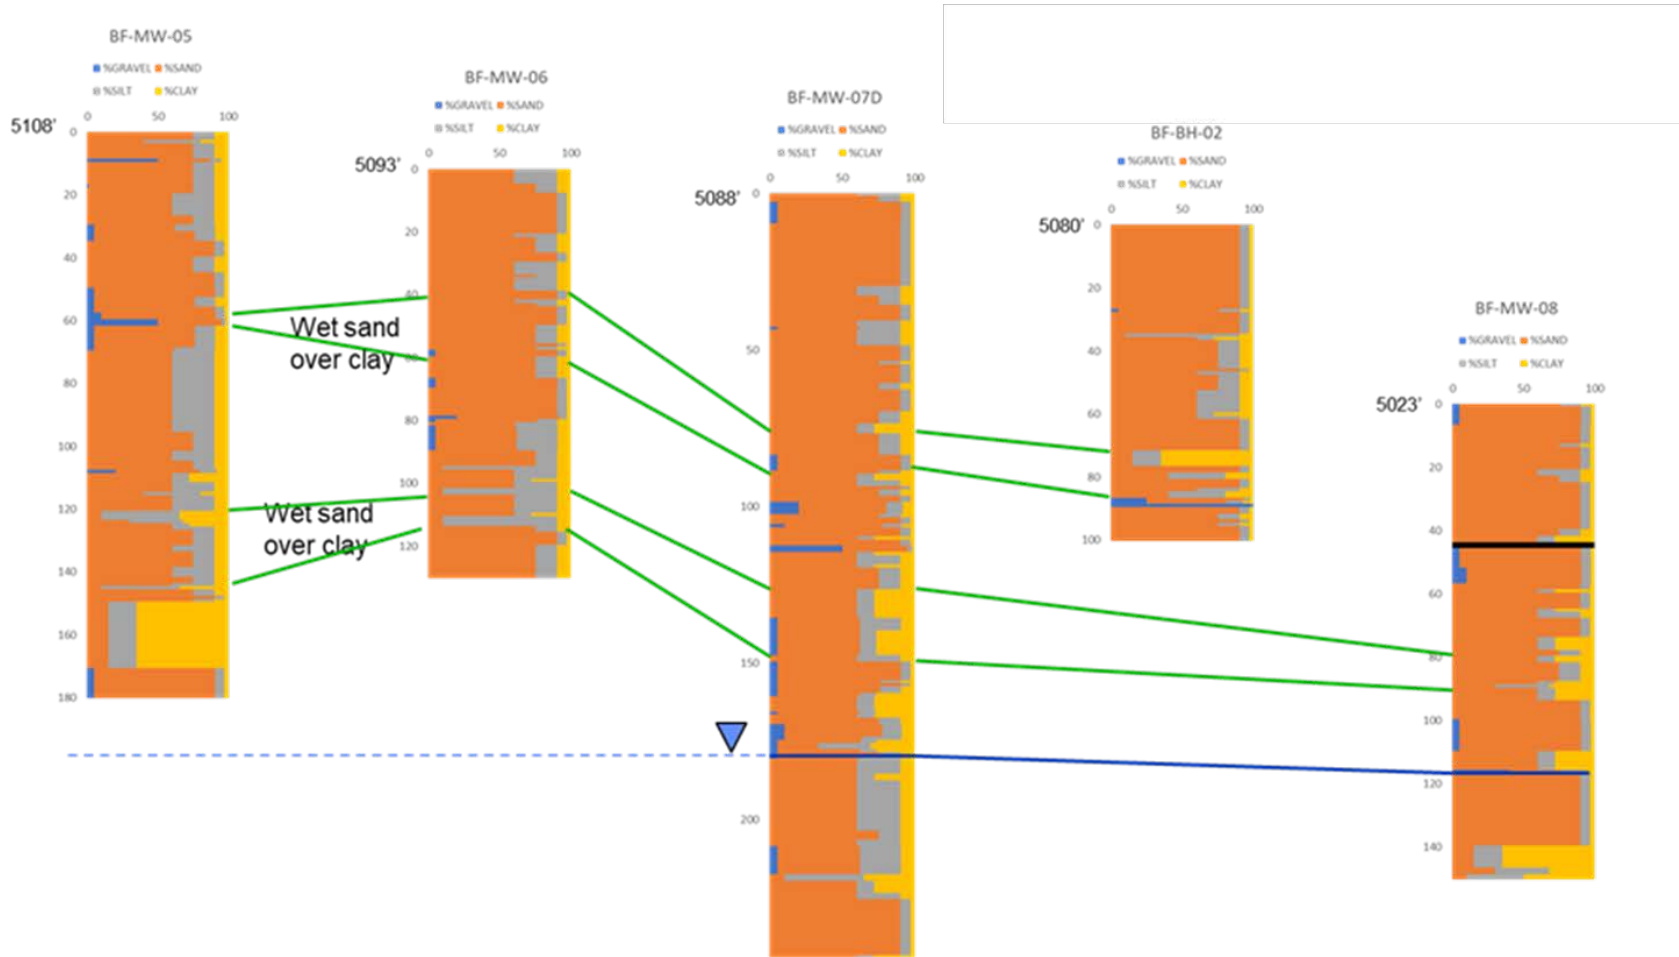 BF-MW-05
%GRAVEL %SAND
%SILT %CLAY
5108'
0 50 100
0
20
40
60
80
100
120
140
160
180
BF-MW-06
%GRAVEL %SAND
%SILT %CLAY
5093'
0 50 100
0
20
40
60
80
100
120
Wet sand
over clay
Wet sand
over clay
BF-MW-07D
%GRAVEL %SAND
%SILT %CLAY
5088'
0 50 100
0
50
100
150
200
BF-BH-02
%GRAVEL %SAND
%SILT %CLAY
5080'
0 50 100
0
20
40
60
80
100
BF-MW-08
%GRAVEL %SAND
%SILT %CLAY
5023'
0 50 100
0
20
40
60
80
100
120
140